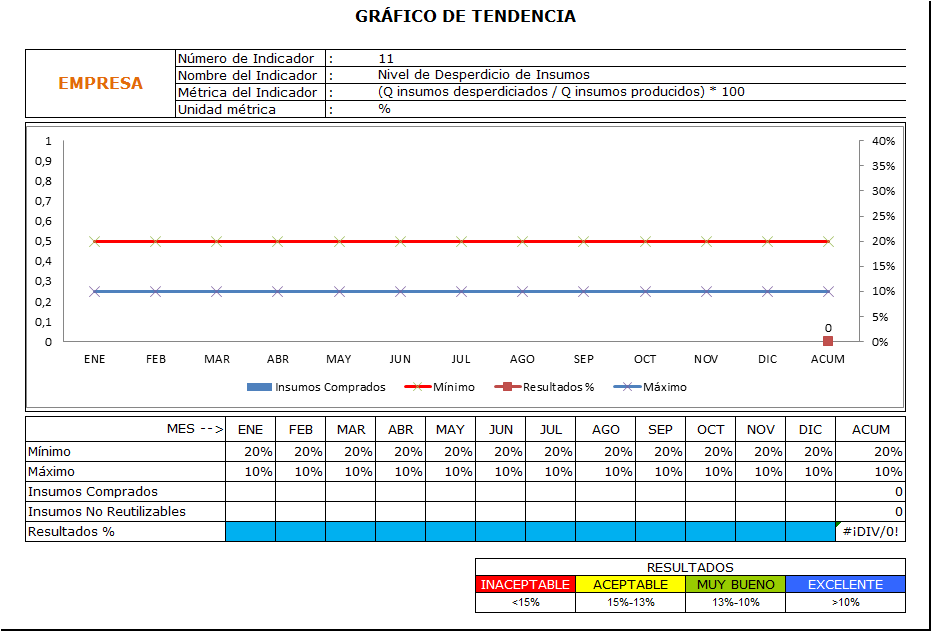 GRÁFICO DE TENDENCIA
EMPRESA
Número de Indicador : 11
Nombre del Indicador : Nivel de Desperdicio de Insumos
Métrica del Indicador : (Q insumos desperdiciados / Q insumos producidos) * 100
Unidad métrica : %
1 40%
0,9 35%
0,8 30%
0,7 25%
0,6 20%
0,5 15%
0,4 10%
0,3 5%
0,2 0%
0,1
0
0
ENE FEB MAR ABR MAY JUN JUL AGO SEP OCT NOV DIC ACUM
Insumos Comprados Mínimo Resultados % Máximo
MES --> ENE FEB MAR ABR MAY JUN JUL AGO SEP OCT NOV DIC ACUM
Mínimo 20% 20% 20% 20% 20% 20% 20% 20% 20% 20% 20% 20% 20%
Máximo 10% 10% 10% 10% 10% 10% 10% 10% 10% 10% 10% 10% 10%
Insumos Comprados 0
Insumos No Reutilizables 0
Resultados % #¡DIV/0!
RESULTADOS
INACEPTABLE ACEPTABLE MUY BUENO EXCELENTE
<15% 15%-13% 13%-10% >10%